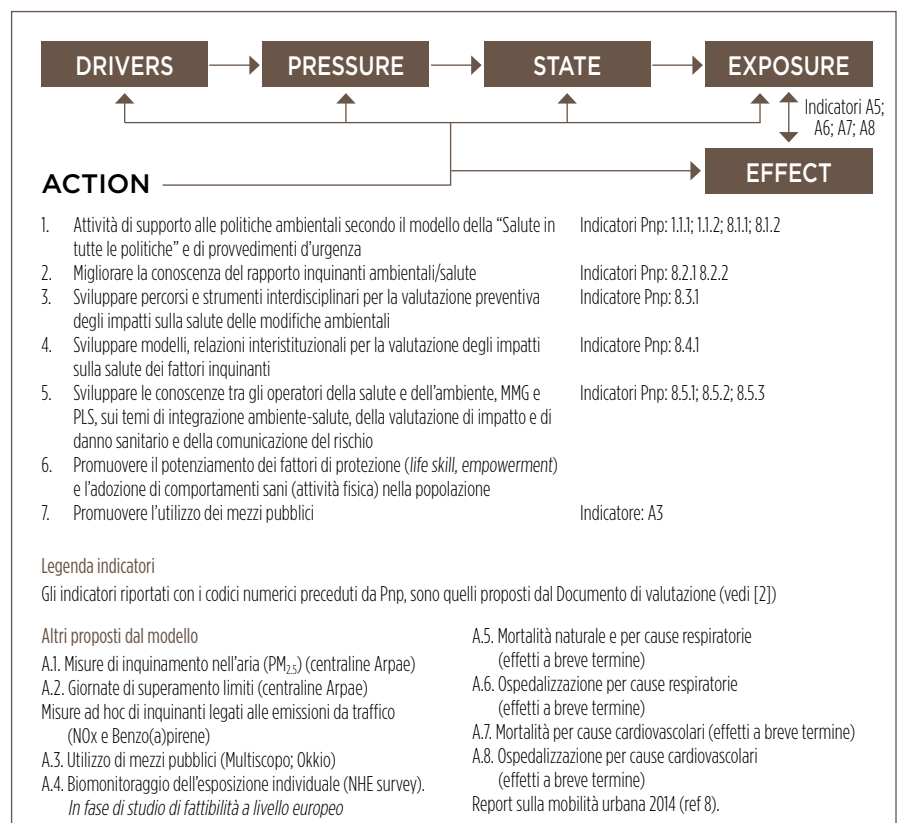 DRIVERS PRESSURE STATE EXPOSURE
Indicatori A5;
A6; A7; A8
EFFECT
ACTION
1. Attività di supporto alle politiche ambientali secondo il modello della “Salute in Indicatori Pnp: 1.1.1; 1.1.2; 8.1.1; 8.1.2
tutte le politiche” e di provvedimenti d’urgenza
2. Migliorare la conoscenza del rapporto inquinanti ambientali/salute Indicatori Pnp: 8.2.1 8.2.2
3. Sviluppare percorsi e strumenti interdisciplinari per la valutazione preventiva Indicatore Pnp: 8.3.1
degli impatti sulla salute delle modifiche ambientali
4. Sviluppare modelli, relazioni interistituzionali per la valutazione degli impatti Indicatore Pnp: 8.4.1
sulla salute dei fattori inquinanti
5. Sviluppare le conoscenze tra gli operatori della salute e dell’ambiente, MMG e Indicatori Pnp: 8.5.1; 8.5.2; 8.5.3
PLS, sui temi di integrazione ambiente-salute, della valutazione di impatto e di
danno sanitario e della comunicazione del rischio
6. Promuovere il potenziamento dei fattori di protezione (life skill, empowerment)
e l’adozione di comportamenti sani (attività fisica) nella popolazione
7. Promuovere l’utilizzo dei mezzi pubblici Indicatore: A3
Legenda indicatori
Gli indicatori riportati con i codici numerici preceduti da Pnp, sono quelli proposti dal Documento di valutazione (vedi [2])
Altri proposti dal modello
A.1. Misure di inquinamento nell’aria (PM2.5) (centraline Arpae)
A.2. Giornate di superamento limiti (centraline Arpae)
Misure ad hoc di inquinanti legati alle emissioni da traffico
(NOx e Benzo(a)pirene)
A.3. Utilizzo di mezzi pubblici (Multiscopo; Okkio)
A.4. Biomonitoraggio dell’esposizione individuale (NHE survey).
In fase di studio di fattibilità a livello europeo
A.5. Mortalità naturale e per cause respiratorie
(effetti a breve termine)
A.6. Ospedalizzazione per cause respiratorie
(effetti a breve termine)
A.7. Mortalità per cause cardiovascolari (effetti a breve termine)
A.8. Ospedalizzazione per cause cardiovascolari
(effetti a breve termine)
Report sulla mobilità urbana 2014 (ref 8).